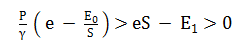 P/γ ( e − E₀/S ) > eS − E₁ > 0